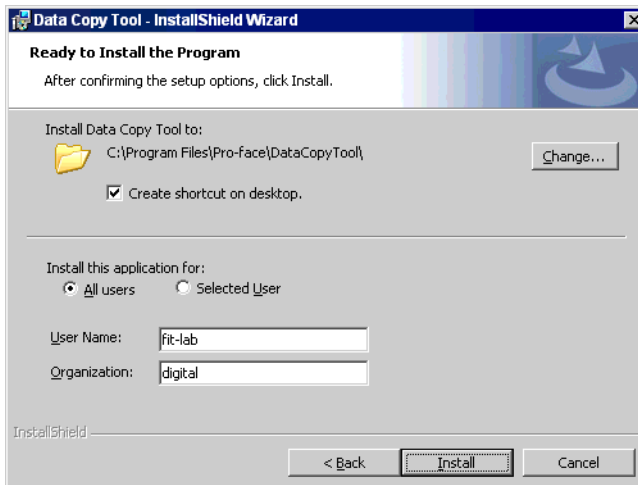 Data Copy Tool - InstallShield Wizard
Ready to Install the Program
After confirming the setup options, click Install.
Install Data Copy Tool to:
C:\Program Files\Pro-face\DataCopyTool\
Change...
Create shortcut on desktop.
Install this application for:
All users Selected User
User Name: fit-lab
Organization: digital
InstallShield
< Back Install Cancel